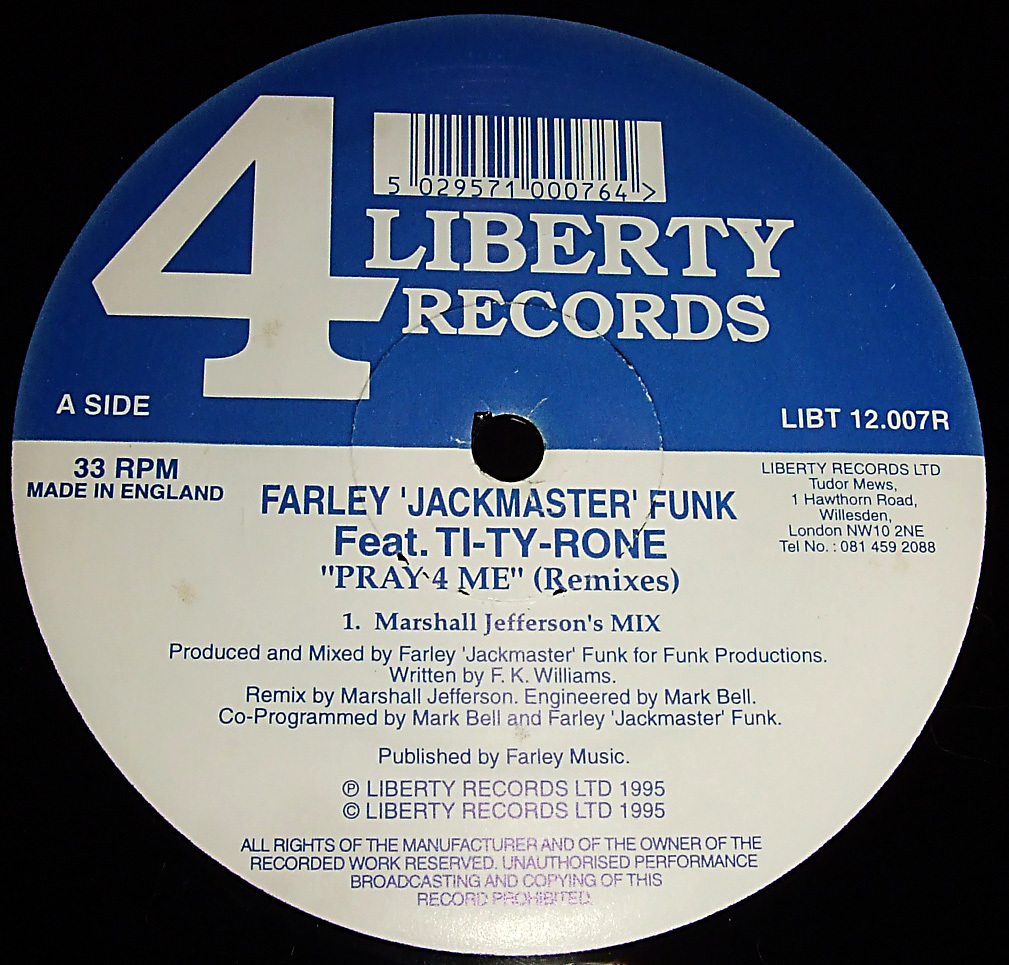 4
5 029571 000764 >
LIBERTY
RECORDS
A SIDE
LIBT 12.007R
33 RPM
MADE IN ENGLAND
LIBERTY RECORDS LTD
Tudor Mews,
1 Hawthorn Road,
Willesden,
London NW10 2NE
Tel No. : 081 459 2088
FARLEY 'JACKMASTER' FUNK
Feat. TI-TY-RONE
"PRAY 4 ME" (Remixes)
1. Marshall Jefferson's MIX
Produced and Mixed by Farley 'Jackmaster' Funk for Funk Productions.
Written by F. K. Williams.
Remix by Marshall Jefferson. Engineered by Mark Bell.
Co-Programmed by Mark Bell and Farley 'Jackmaster' Funk.
Published by Farley Music.
℗ LIBERTY RECORDS LTD 1995
© LIBERTY RECORDS LTD 1995
ALL RIGHTS OF THE MANUFACTURER AND OF THE OWNER OF THE
RECORDED WORK RESERVED. UNAUTHORISED PERFORMANCE
BROADCASTING AND COPYING OF THIS
RECORD PROHIBITED.